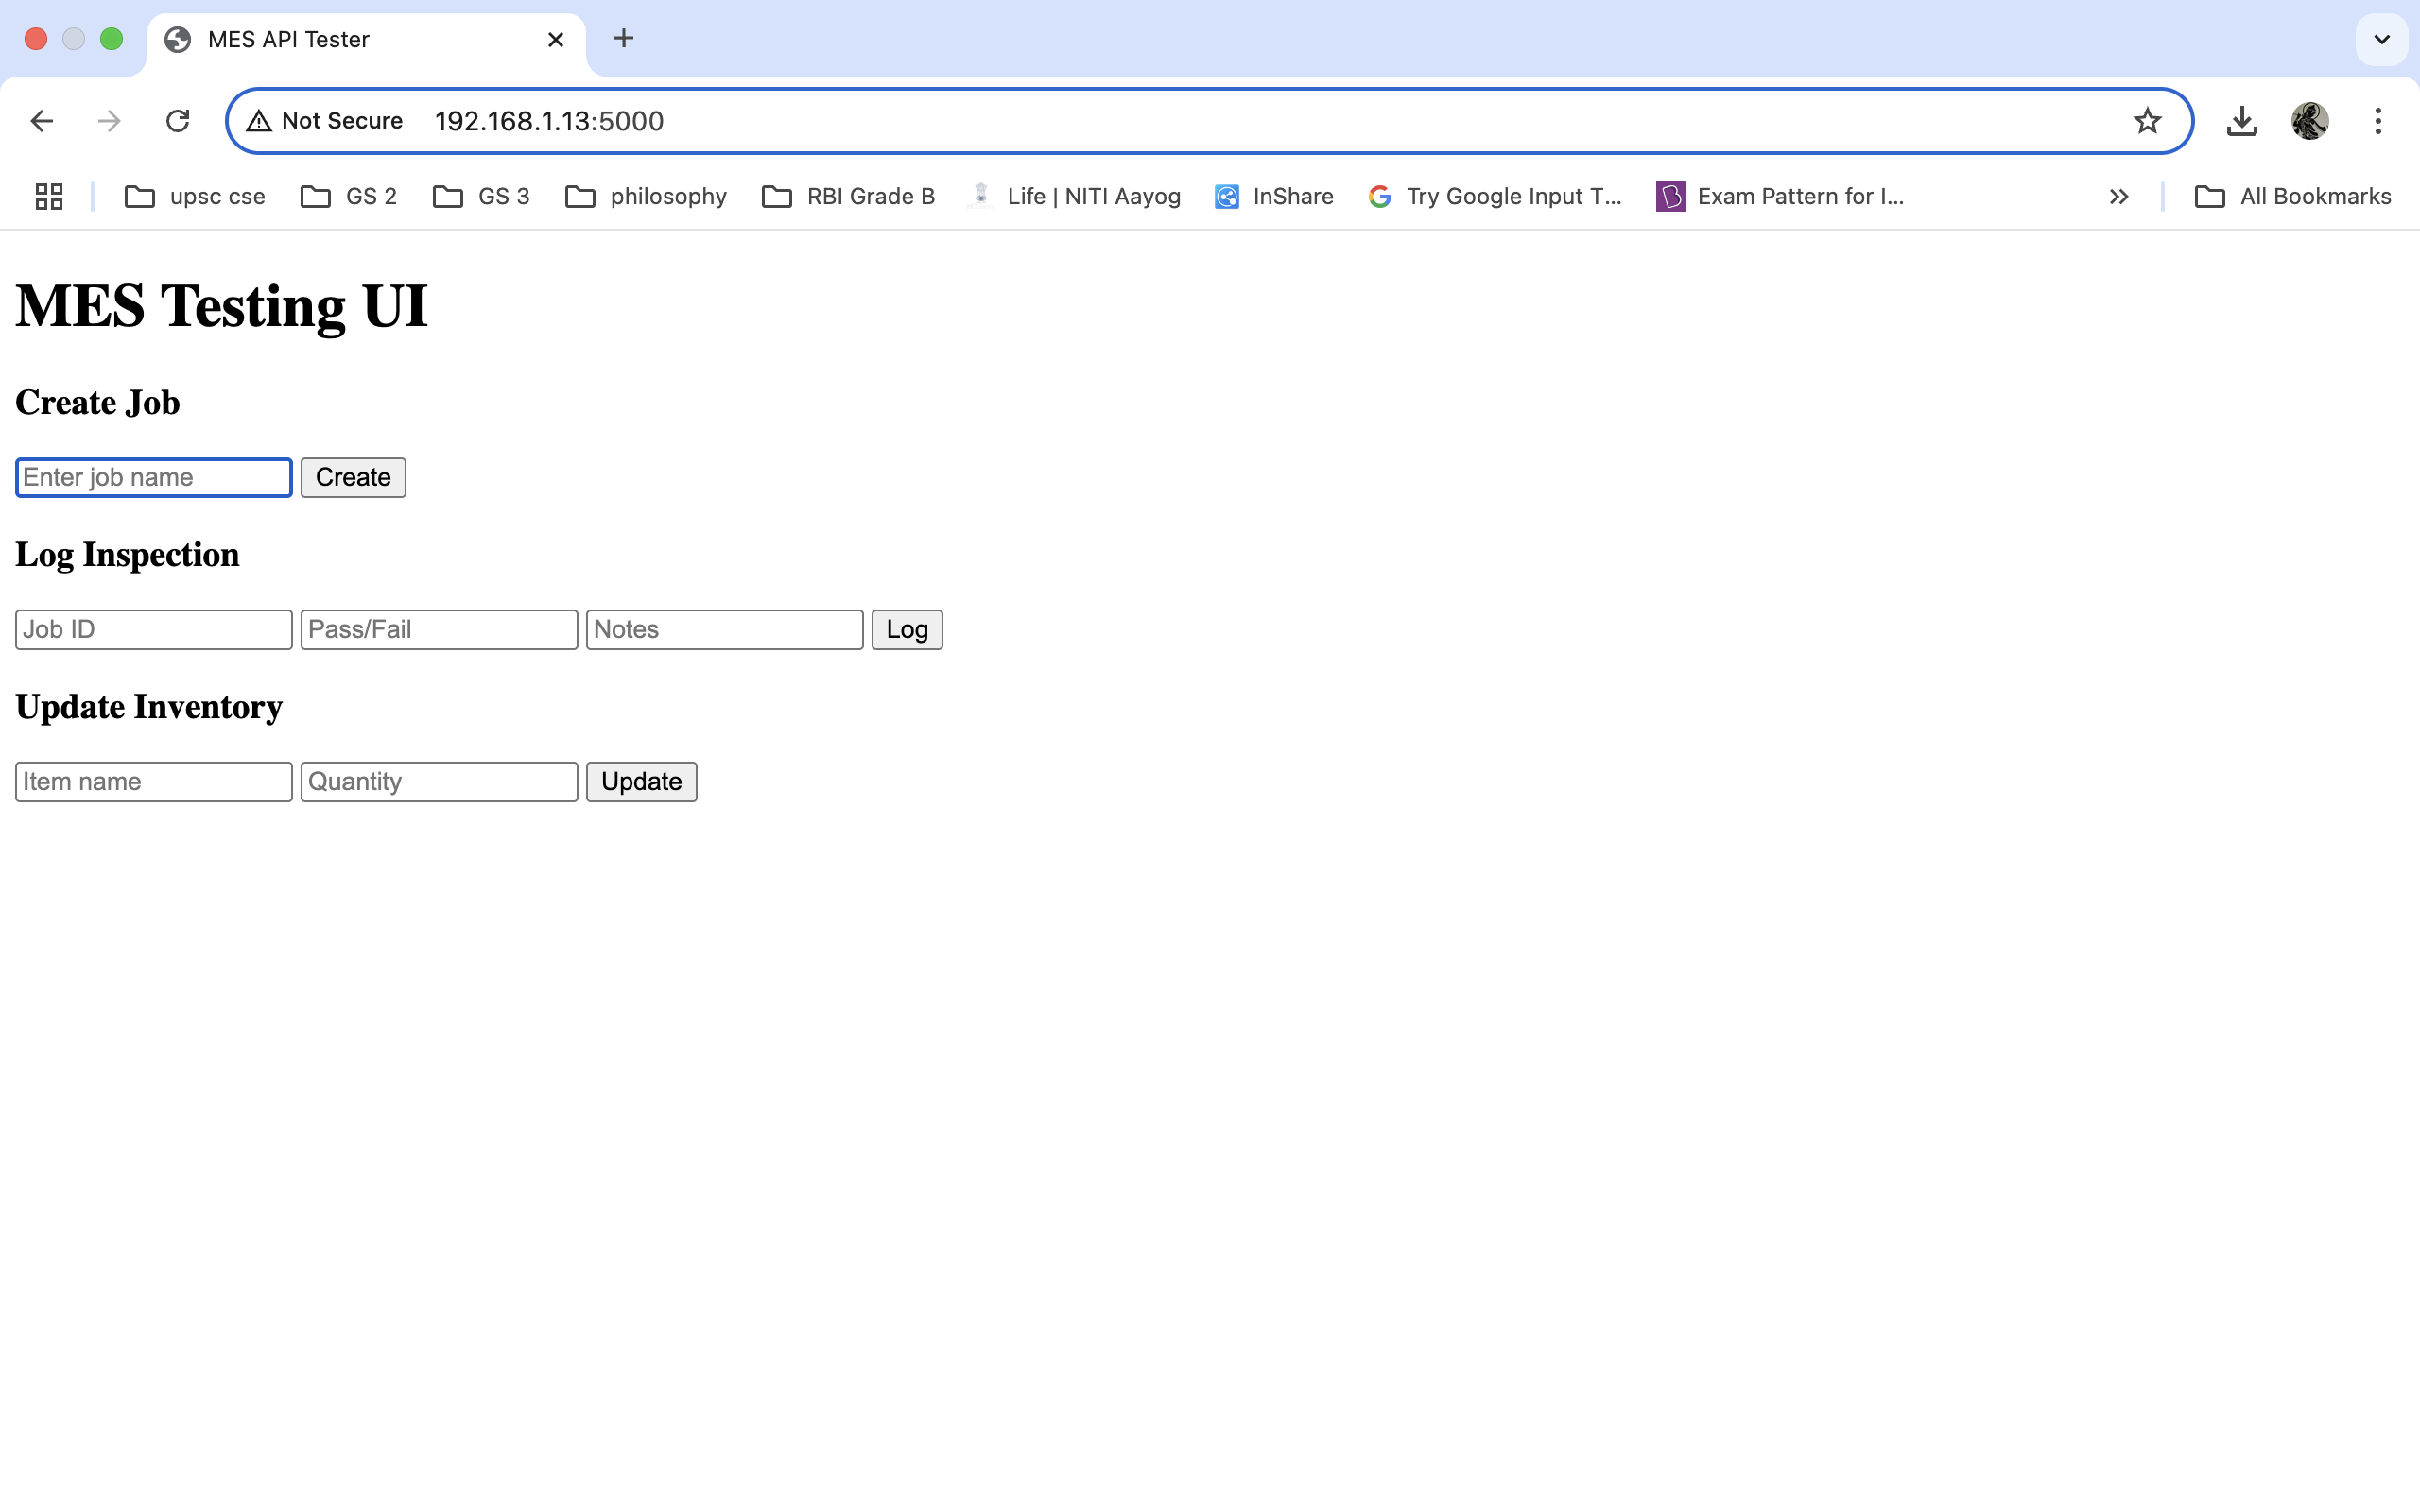 MES API Tester
Not Secure 192.168.1.13:5000
upsc cse GS 2 GS 3 philosophy RBI Grade B Life | NITI Aayog InShare Try Google Input T... Exam Pattern for I... All Bookmarks
MES Testing UI
Create Job
Enter job name Create
Log Inspection
Job ID Pass/Fail Notes Log
Update Inventory
Item name Quantity Update